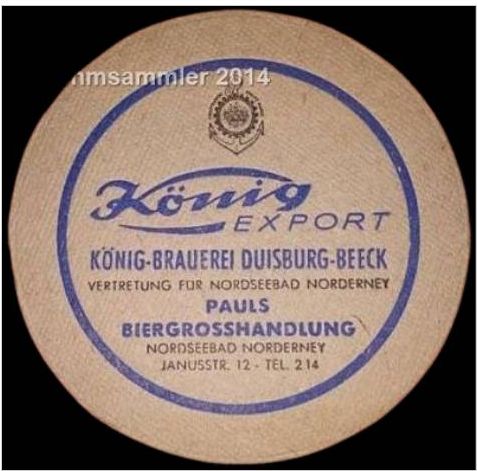 mmsammler 2014
König
EXPORT
KÖNIG-BRAUEREI DUISBURG-BEECK
VERTRETUNG FÜR NORDSEEBAD NORDERNEY
PAULS
BIERGROSSHANDLUNG
NORDSEEBAD NORDERNEY
JANUSSTR. 12 - TEL. 214